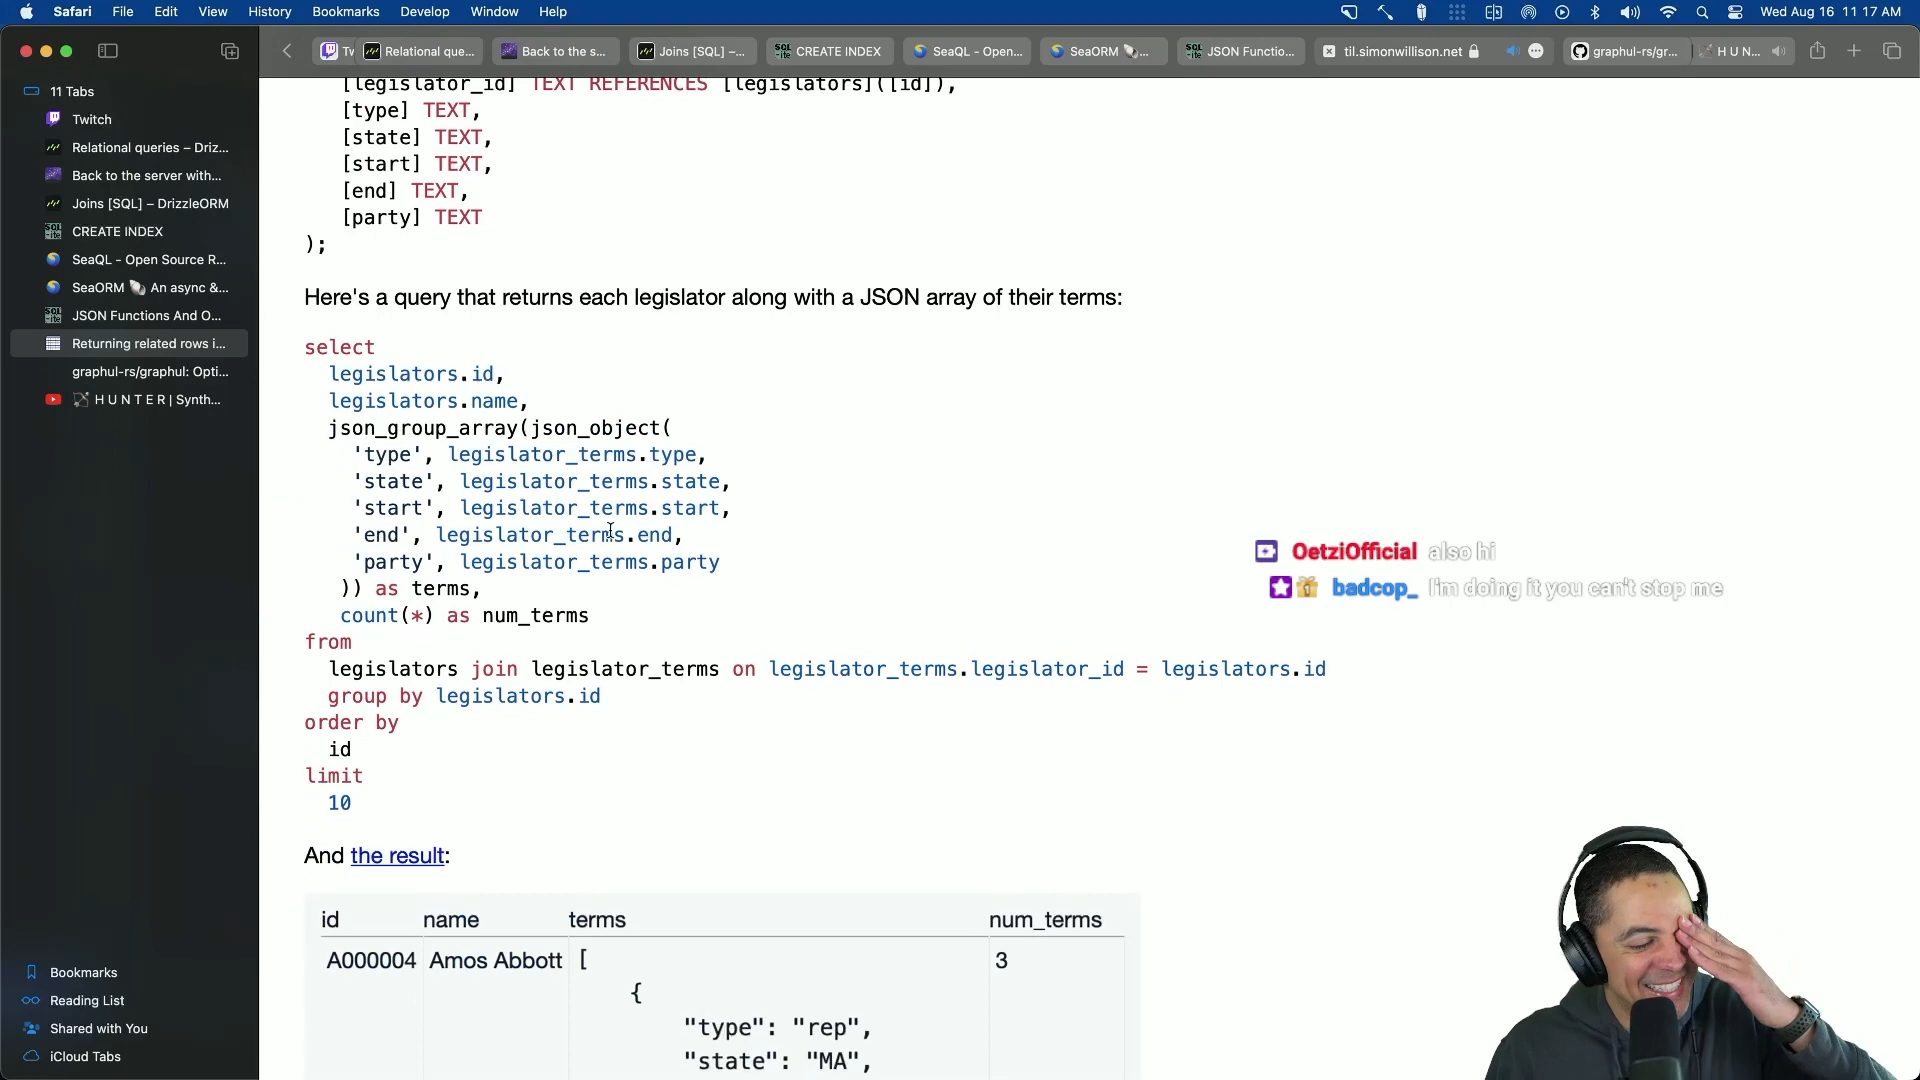 Safari File Edit View History Bookmarks Develop Window Help Wed Aug 16 11 17 AM
Tv Relational que... Back to the s... Joins [SQL] –... CREATE INDEX SeaQL - Open... SeaORM 🐚... JSON Functio... til.simonwillison.net graphul-rs/gr... H U N...
11 Tabs
Twitch
Relational queries – Driz...
Back to the server with...
Joins [SQL] – DrizzleORM
CREATE INDEX
SeaQL - Open Source R...
SeaORM 🐚 An async &...
JSON Functions And O...
Returning related rows i...
graphul-rs/graphul: Opti...
H U N T E R | Synth...
Bookmarks
Reading List
Shared with You
iCloud Tabs
[legislator_id] TEXT REFERENCES [legislators]([id]),
[type] TEXT,
[state] TEXT,
[start] TEXT,
[end] TEXT,
[party] TEXT
);
Here's a query that returns each legislator along with a JSON array of their terms:
select
legislators.id,
legislators.name,
json_group_array(json_object(
'type', legislator_terms.type,
'state', legislator_terms.state,
'start', legislator_terms.start,
'end', legislator_terms.end,
'party', legislator_terms.party
)) as terms,
count(*) as num_terms
from
legislators join legislator_terms on legislator_terms.legislator_id = legislators.id
group by legislators.id
order by
id
limit
10
And the result:
id name terms num_terms
A000004 Amos Abbott [ 3
{
"type": "rep",
"state": "MA",
OetziOfficial also hi
badcop_ I'm doing it you can't stop me